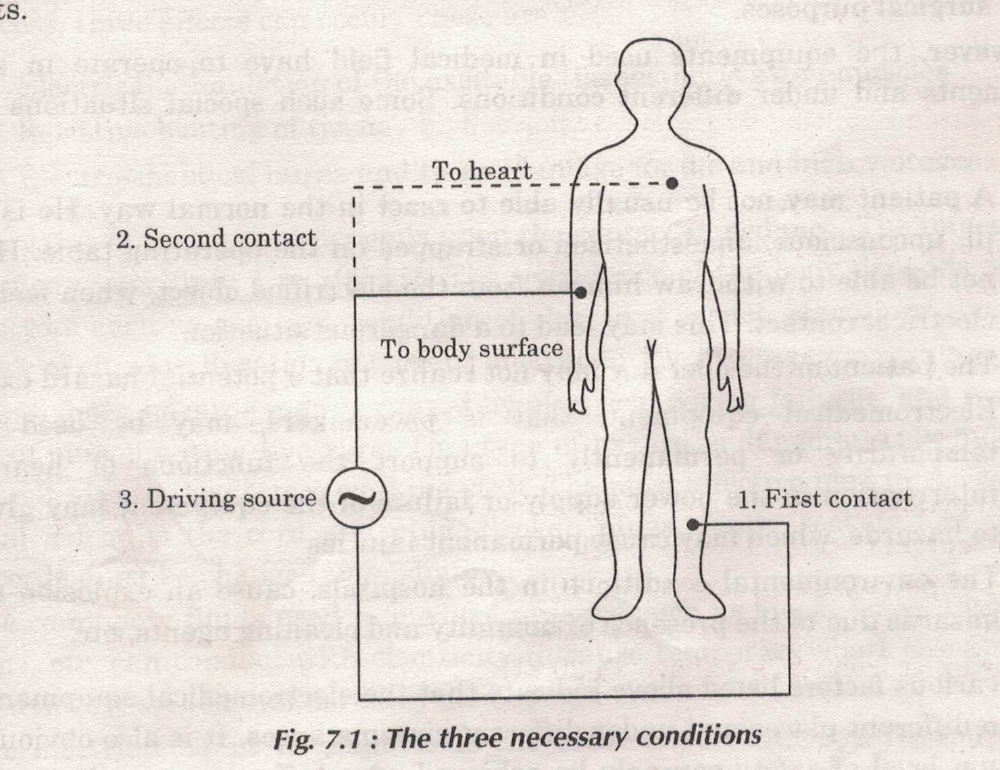 ts.
To heart
2. Second contact
To body surface
3. Driving source
1. First contact
Fig. 7.1 : The three necessary conditions